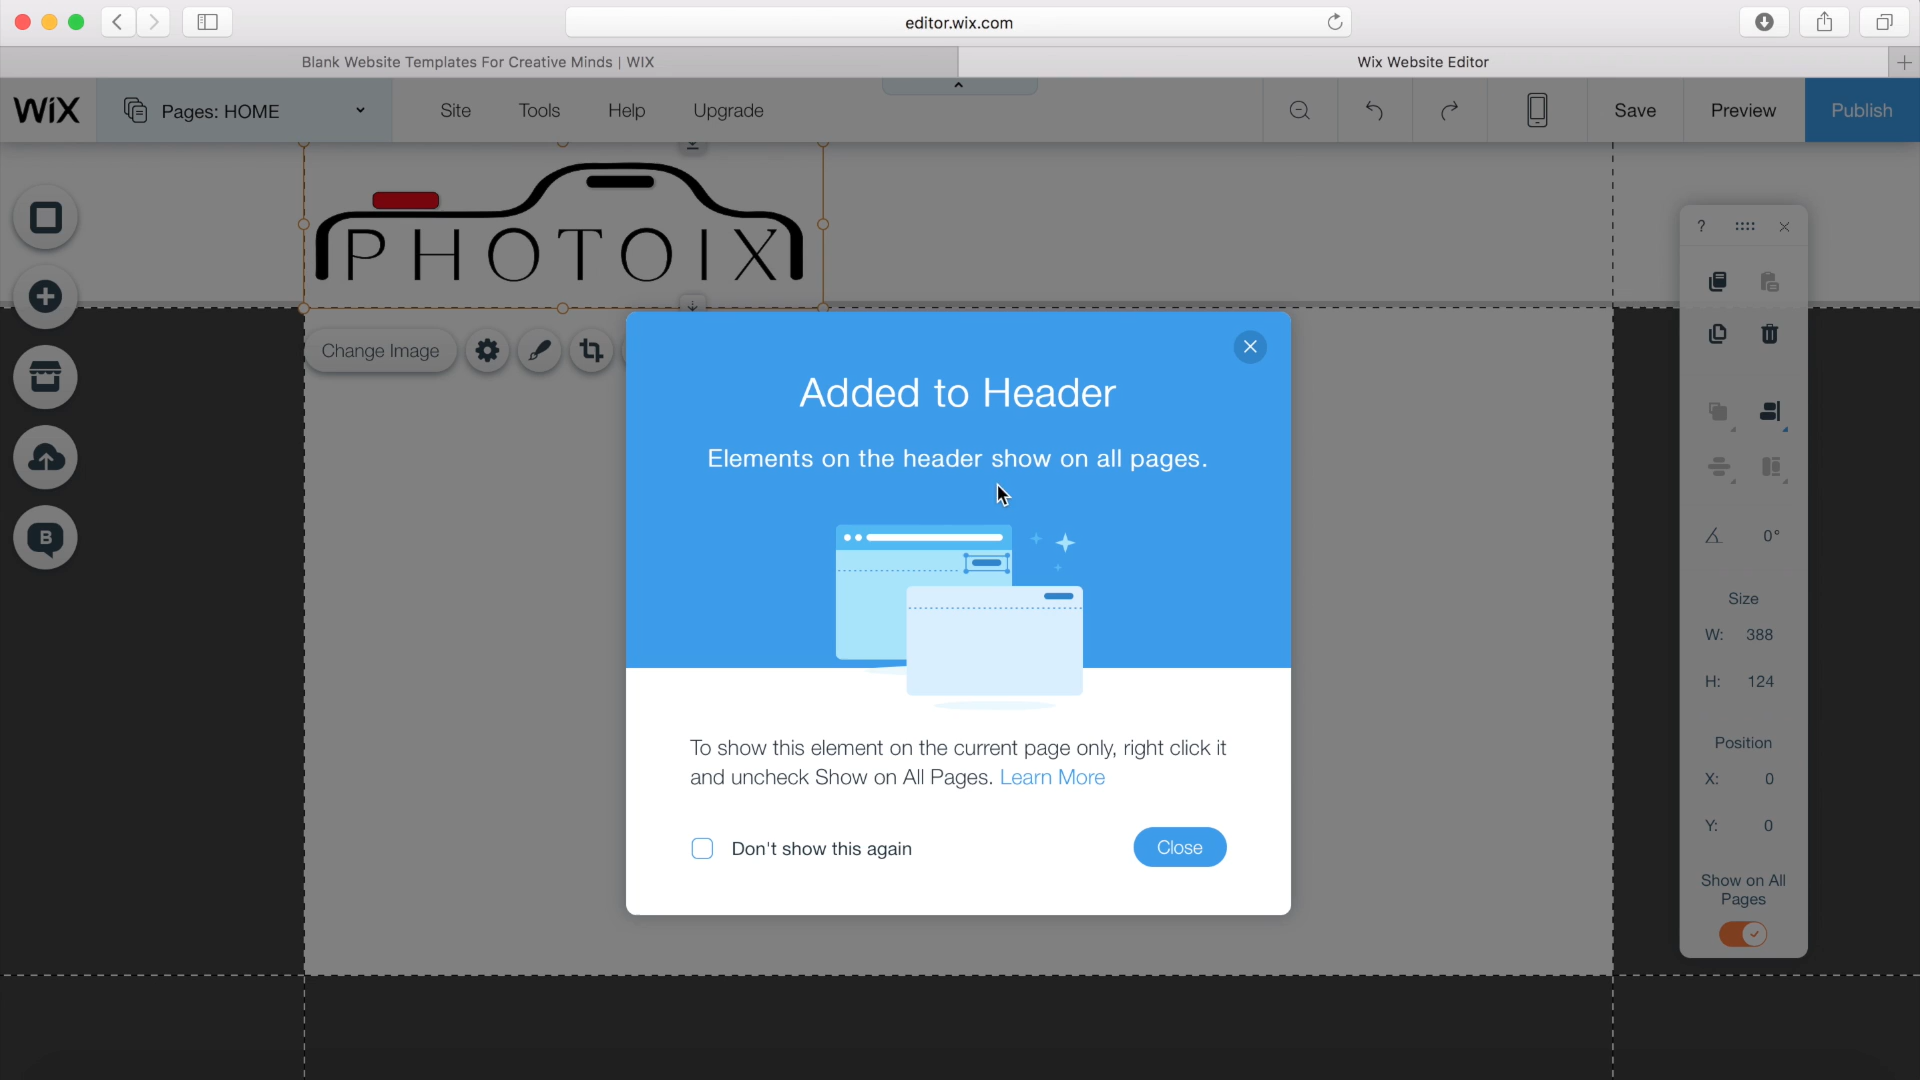 editor.wix.com
Blank Website Templates For Creative Minds | WIX
Wix Website Editor
WiX
Pages: HOME
Site
Tools
Help
Upgrade
Save
Preview
Publish
PHOTOIX
?
Change Image
Added to Header
Elements on the header show on all pages.
B
0°
Size
W: 388
H: 124
Position
X: 0
Y: 0
Show on All
Pages
To show this element on the current page only, right click it
and uncheck Show on All Pages. Learn More
Don't show this again
Close